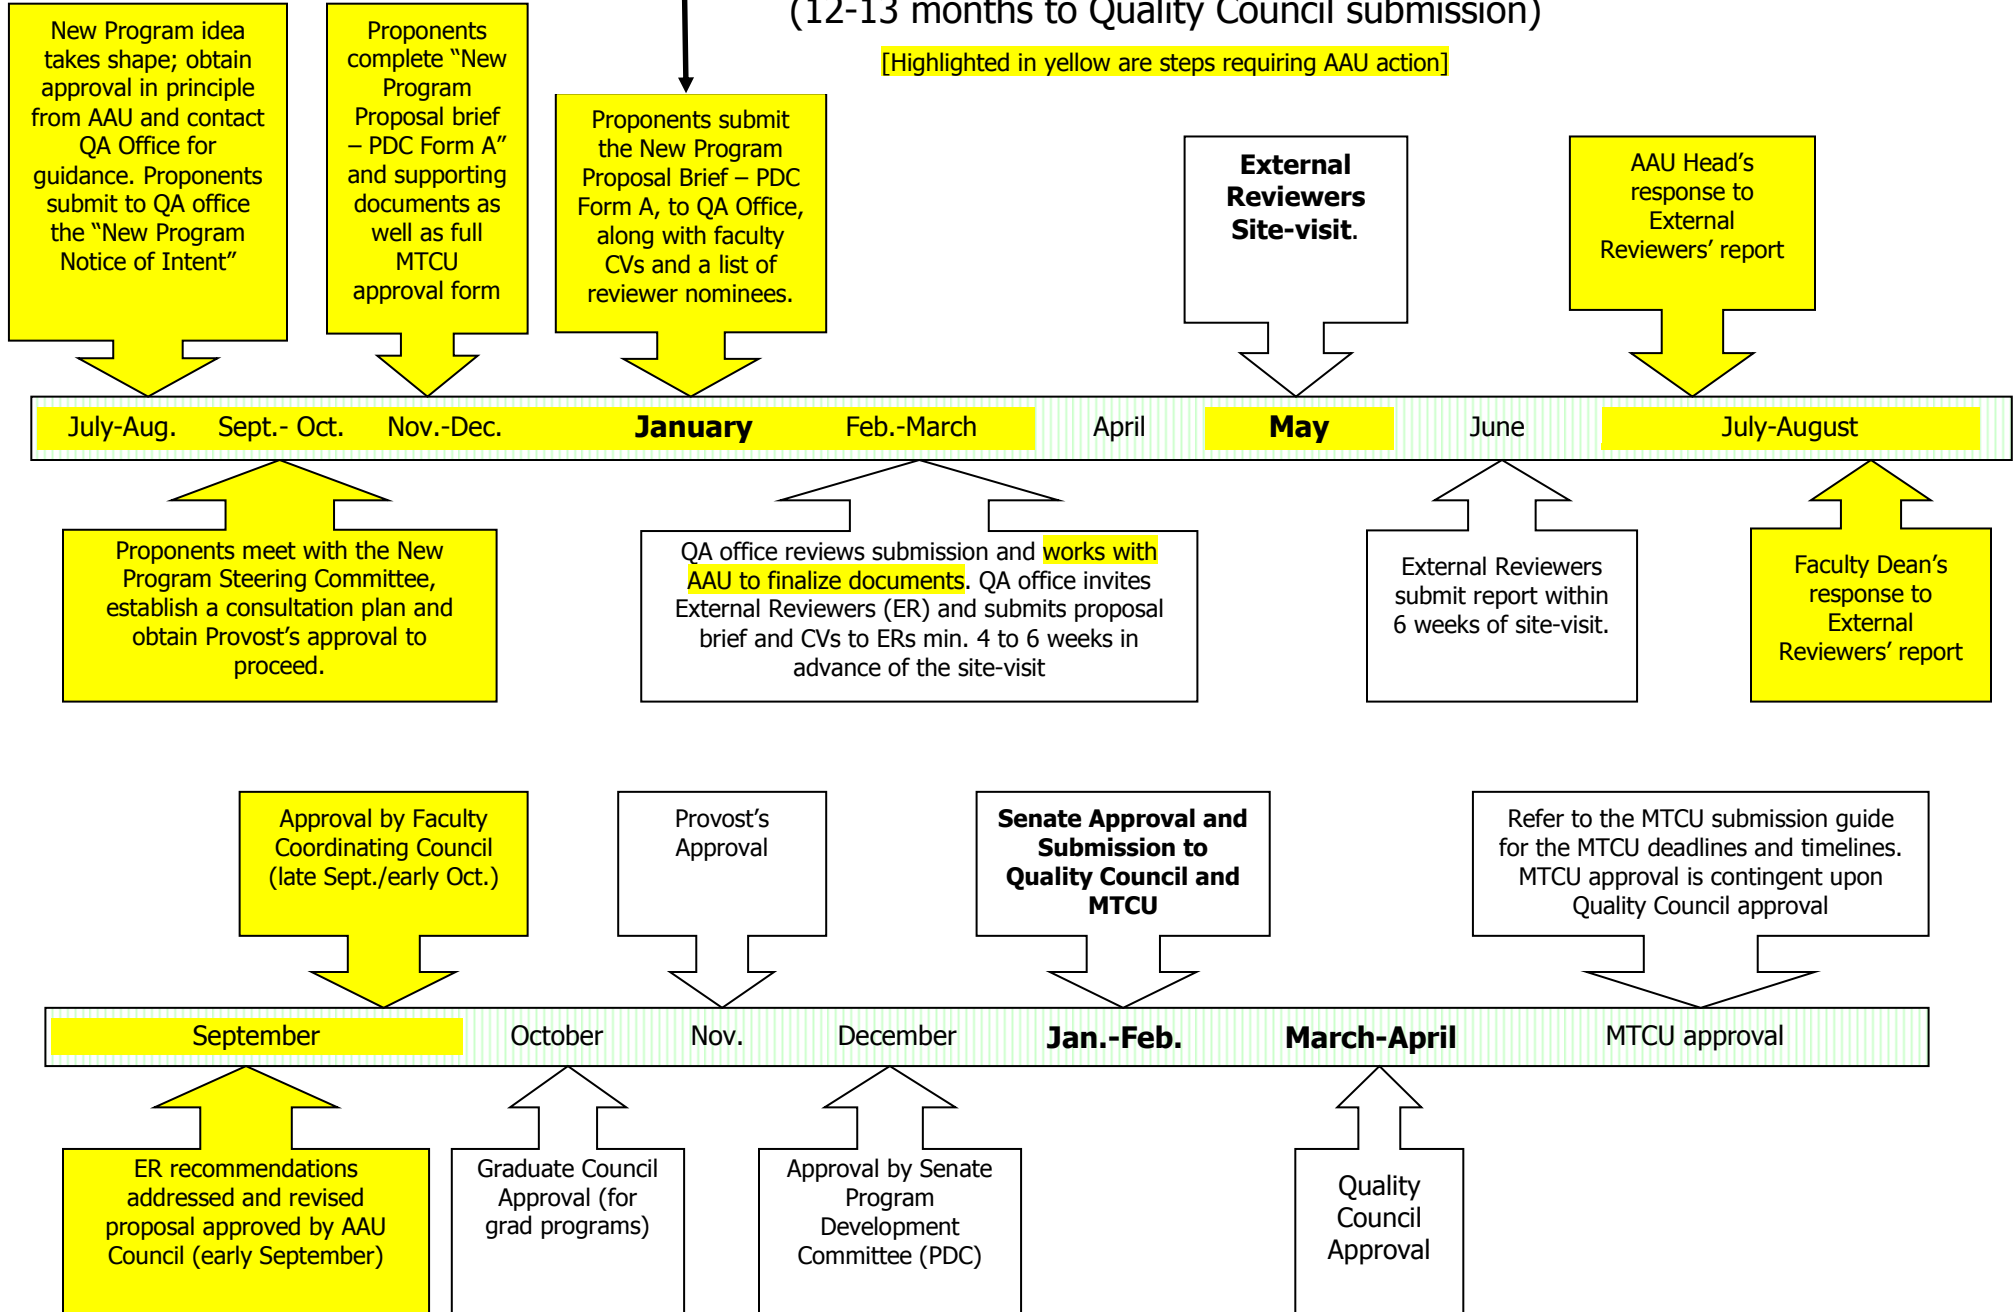 (12-13 months to Quality Council submission)
[Highlighted in yellow are steps requiring AAU action]
New Program idea
takes shape; obtain
approval in principle
from AAU and contact
QA Office for
guidance. Proponents
submit to QA office
the “New Program
Notice of Intent”
Proponents
complete “New
Program
Proposal brief
– PDC Form A”
and supporting
documents as
well as full
MTCU
approval form
Proponents submit
the New Program
Proposal Brief – PDC
Form A, to QA Office,
along with faculty
CVs and a list of
reviewer nominees.
External
Reviewers
Site-visit.
AAU Head’s
response to
External
Reviewers’ report
July-Aug. Sept.- Oct. Nov.-Dec. January Feb.-March April May June July-August
Proponents meet with the New
Program Steering Committee,
establish a consultation plan and
obtain Provost’s approval to
proceed.
QA office reviews submission and works with
AAU to finalize documents. QA office invites
External Reviewers (ER) and submits proposal
brief and CVs to ERs min. 4 to 6 weeks in
advance of the site-visit
External Reviewers
submit report within
6 weeks of site-visit.
Faculty Dean’s
response to
External
Reviewers’ report
Approval by Faculty
Coordinating Council
(late Sept./early Oct.)
Provost’s
Approval
Senate Approval and
Submission to
Quality Council and
MTCU
Refer to the MTCU submission guide
for the MTCU deadlines and timelines.
MTCU approval is contingent upon
Quality Council approval
September October Nov. December Jan.-Feb. March-April MTCU approval
ER recommendations
addressed and revised
proposal approved by AAU
Council (early September)
Graduate Council
Approval (for
grad programs)
Approval by Senate
Program
Development
Committee (PDC)
Quality
Council
Approval